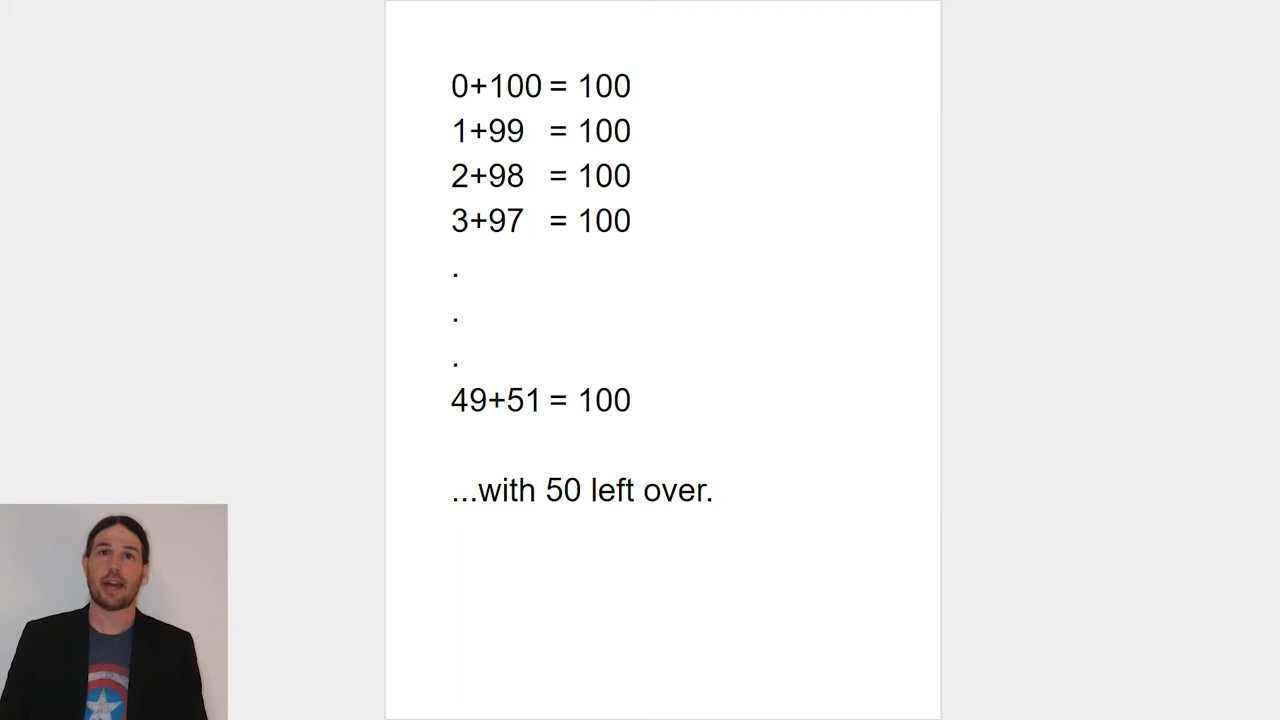 0+100 = 100
1+99 = 100
2+98 = 100
3+97 = 100
.
.
.
49+51 = 100
...with 50 left over.